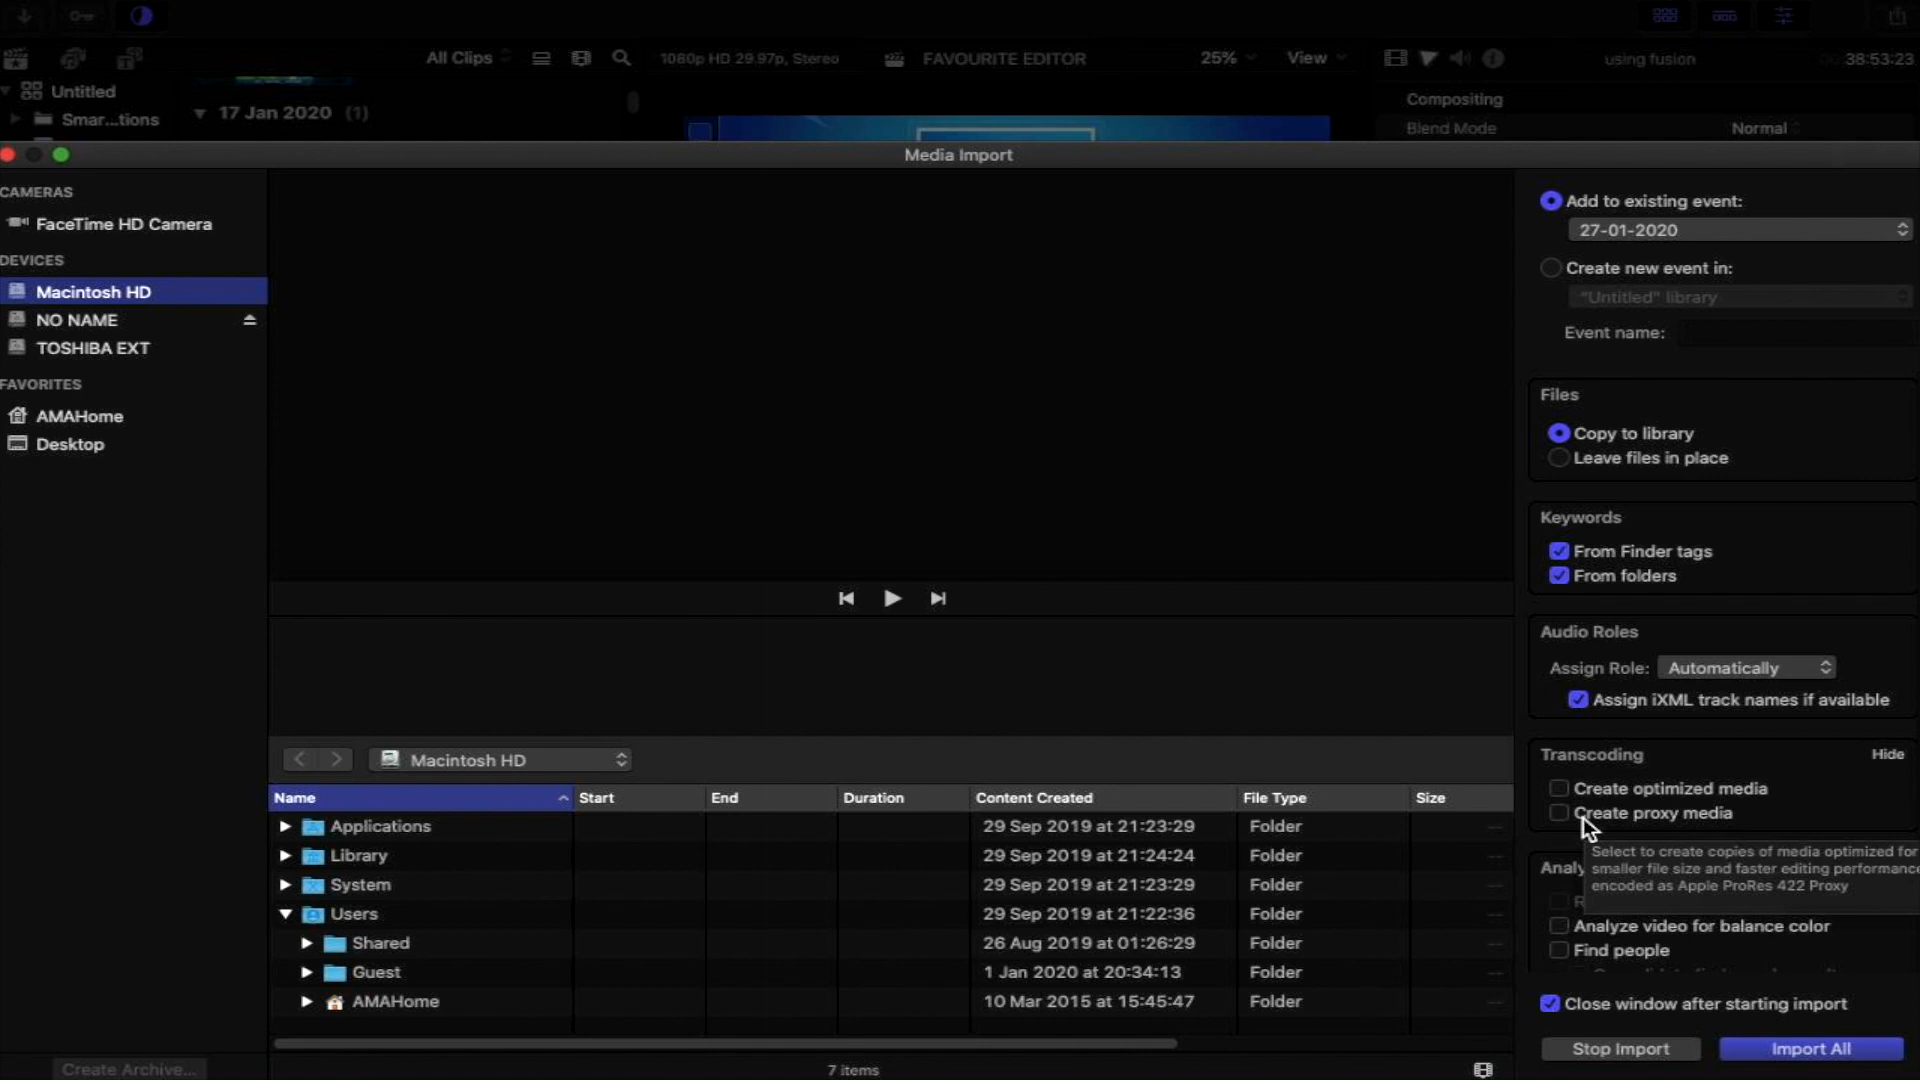 All Clips
1080p HD 29.97p, Stereo
FAVOURITE EDITOR
25%
View
using fusion
38:53:23
Untitled
Smar...tions
17 Jan 2020 (1)
Compositing
Blend Mode
Normal
Media Import
CAMERAS
FaceTime HD Camera
DEVICES
Macintosh HD
NO NAME
TOSHIBA EXT
FAVORITES
AMAHome
Desktop
Create Archive...
Macintosh HD
Name Start End Duration Content Created File Type Size
Applications 29 Sep 2019 at 21:23:29 Folder --
Library 29 Sep 2019 at 21:24:24 Folder --
System 29 Sep 2019 at 21:23:29 Folder --
Users 29 Sep 2019 at 21:22:36 Folder --
Shared 26 Aug 2019 at 01:26:29 Folder --
Guest 1 Jan 2020 at 20:34:13 Folder --
AMAHome 10 Mar 2015 at 15:45:47 Folder --
7 items
Add to existing event:
27-01-2020
Create new event in:
"Untitled" library
Event name:
Files
Copy to library
Leave files in place
Keywords
From Finder tags
From folders
Audio Roles
Assign Role: Automatically
Assign iXML track names if available
Transcoding Hide
Create optimized media
Create proxy media
Select to create copies of media optimized for
smaller file size and faster editing performance
encoded as Apple ProRes 422 Proxy
Analyze video for balance color
Find people
Close window after starting import
Stop Import
Import All